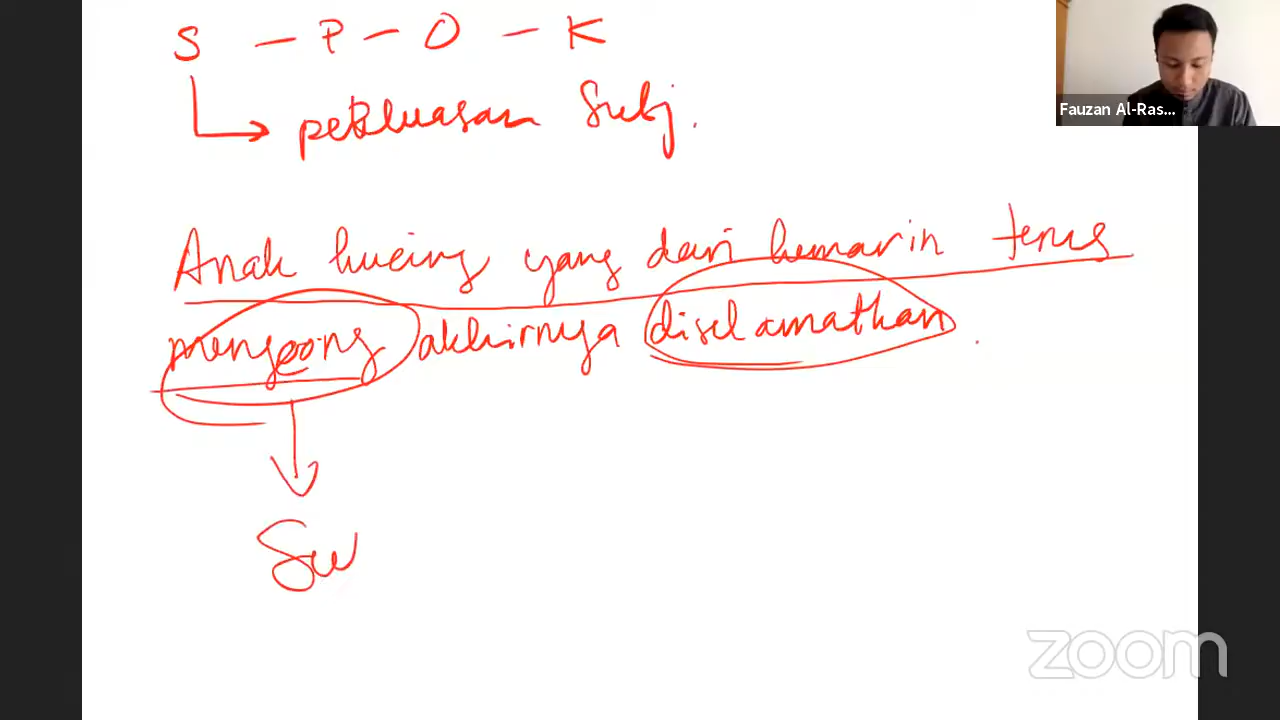 S – P – O – K
perluasan Subj.
Fauzan Al-Ras...
Anak kucing yang dari kemarin terus
mengeong akhirnya diselamatkan.
Su
zoom